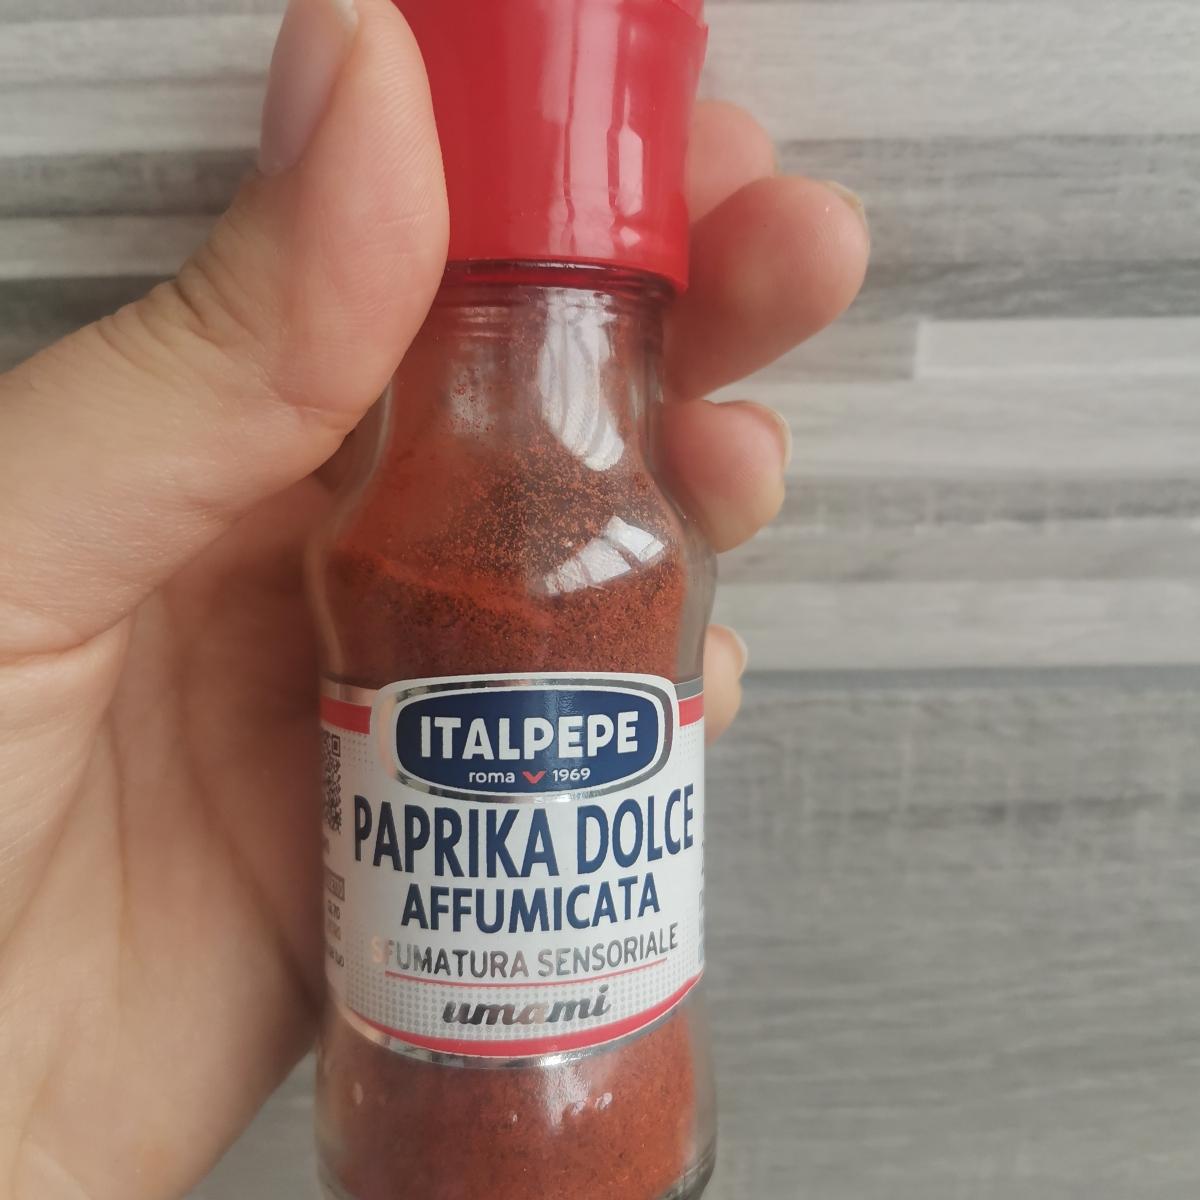 ITALPEPE
roma 1969
PAPRIKA DOLCE
AFFUMICATA
SFUMATURA SENSORIALE
umami